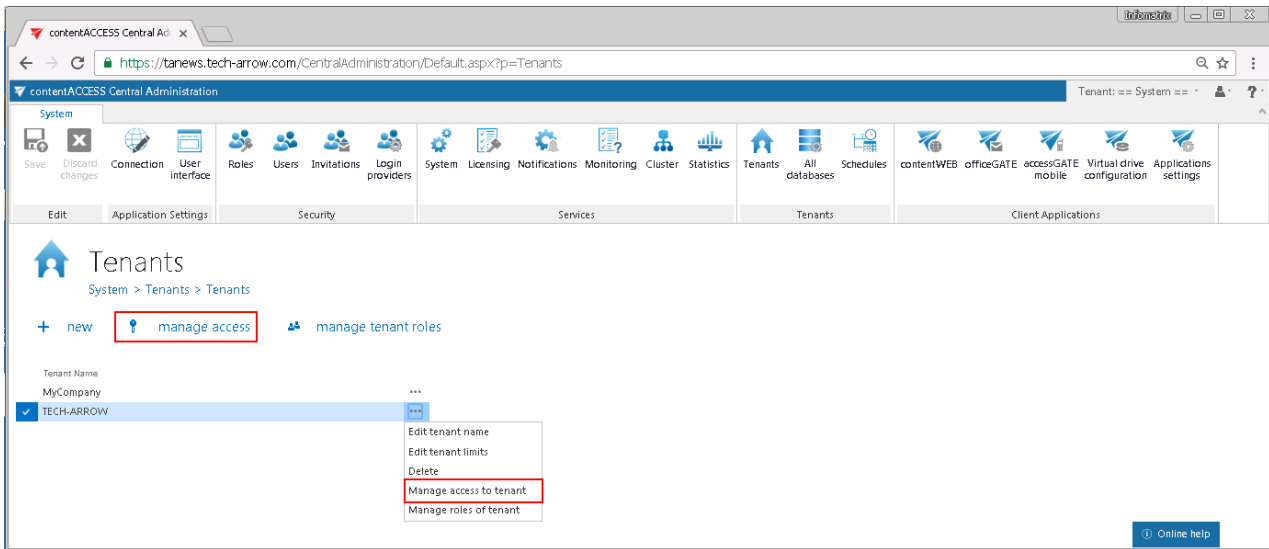 Infometrix
contentACCESS Central Ad
https://tanews.tech-arrow.com/CentralAdministration/Default.aspx?p=Tenants
contentACCESS Central Administration
Tenant: == System ==
?
System
Save
Discard changes
Connection
User interface
Roles
Users
Invitations
Login providers
System
Licensing
Notifications
Monitoring
Cluster
Statistics
Tenants
All databases
Schedules
contentWEB
officeGATE
accessGATE mobile
Virtual drive configuration
Applications settings
Edit
Application Settings
Security
Services
Tenants
Client Applications
Tenants
System > Tenants > Tenants
+ new
manage access
manage tenant roles
Tenant Name
MyCompany
...
TECH-ARROW
...
Edit tenant name
Edit tenant limits
Delete
Manage access to tenant
Manage roles of tenant
Online help